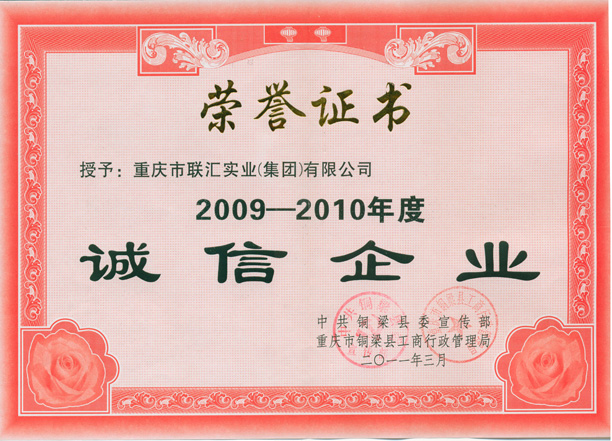 荣誉证书
授予：重庆市联汇实业(集团)有限公司
2009—2010年度
诚信企业
中共铜梁县委宣传部
重庆市铜梁县工商行政管理局
二〇一一年三月